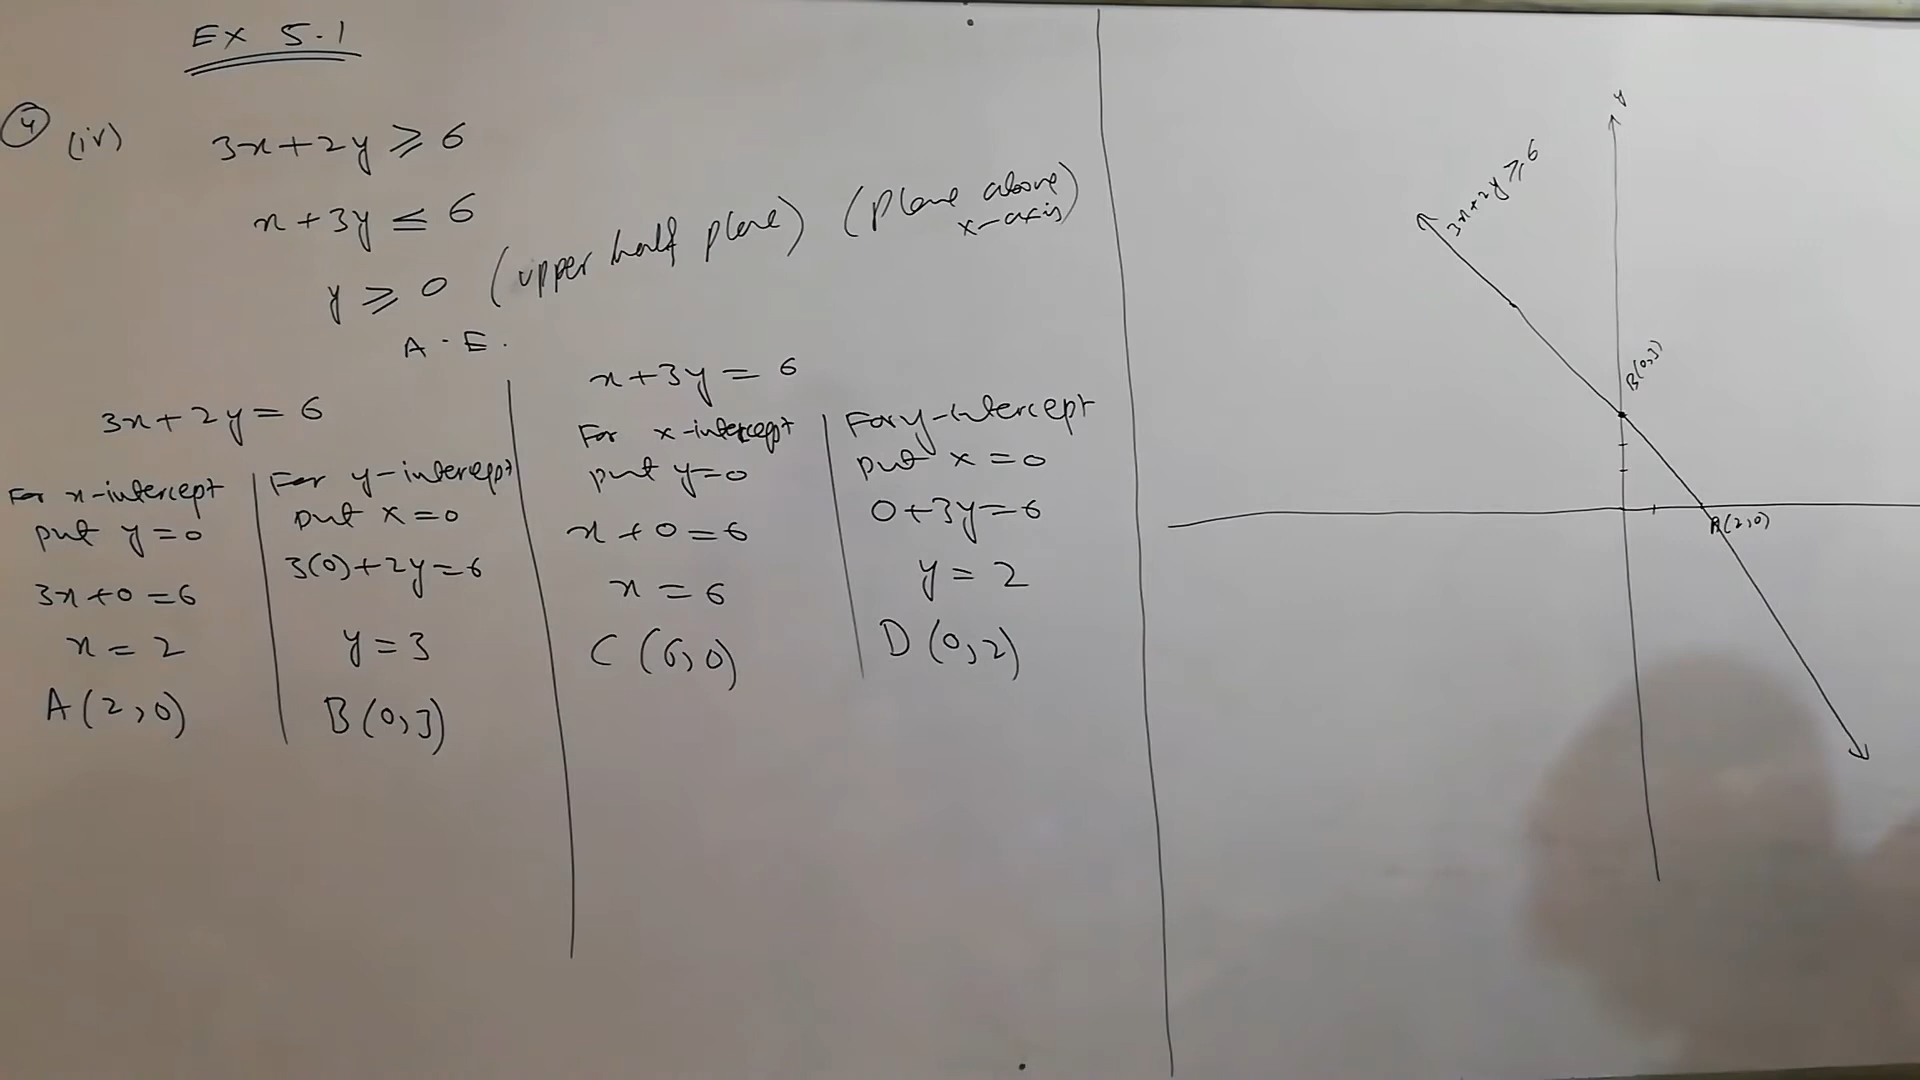 Ex 5.1
4 (iv) 3x+2y ≥ 6
x+3y ≤ 6
y ≥ 0 (upper half plane) (plane above x-axis)
A.E.
3x+2y = 6
For x-intercept
put y=0
3x+0=6
x = 2
A(2,0)
For y-intercept
put x=0
3(0)+2y=6
y=3
B(0,3)
x+3y = 6
For x-intercept
put y=0
x+0=6
x = 6
C(6,0)
For y-intercept
put x=0
0+3y=6
y = 2
D(0,2)
y
3x+2y ≥ 6
B(0,3)
A(2,0)